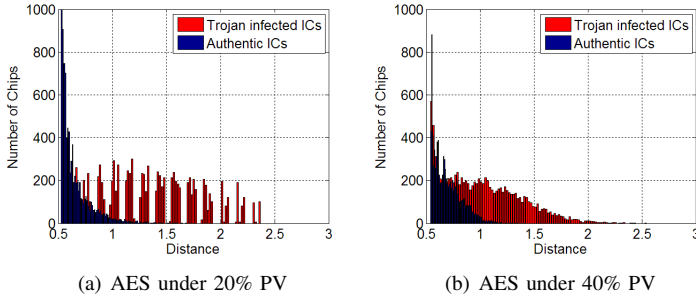 1000
800
600
400
200
0
Number of Chips
Trojan infected ICs
Authentic ICs
0.5
1
1.5
2
2.5
3
Distance
(a) AES under 20% PV
1000
800
600
400
200
0
Number of Chips
Trojan infected ICs
Authentic ICs
0.5
1
1.5
2
2.5
3
Distance
(b) AES under 40% PV